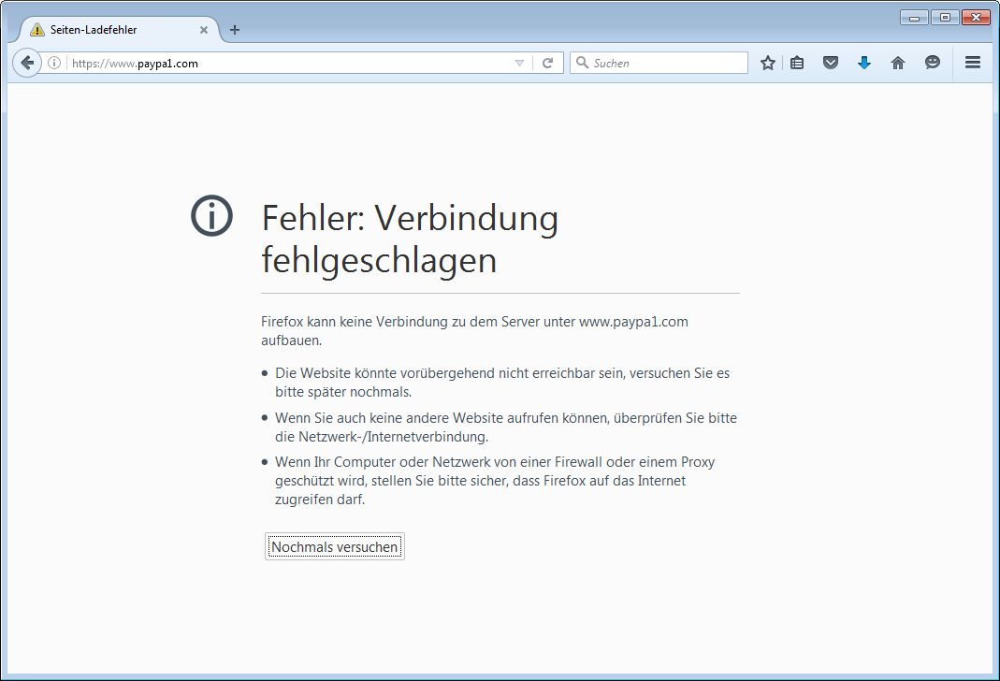 Seiten-Ladefehler
https://www.paypa1.com
Suchen
Fehler: Verbindung
fehlgeschlagen
Firefox kann keine Verbindung zu dem Server unter www.paypa1.com
aufbauen.
Die Website könnte vorübergehend nicht erreichbar sein, versuchen Sie es
bitte später nochmals.
Wenn Sie auch keine andere Website aufrufen können, überprüfen Sie bitte
die Netzwerk-/Internetverbindung.
Wenn Ihr Computer oder Netzwerk von einer Firewall oder einem Proxy
geschützt wird, stellen Sie bitte sicher, dass Firefox auf das Internet
zugreifen darf.
Nochmals versuchen